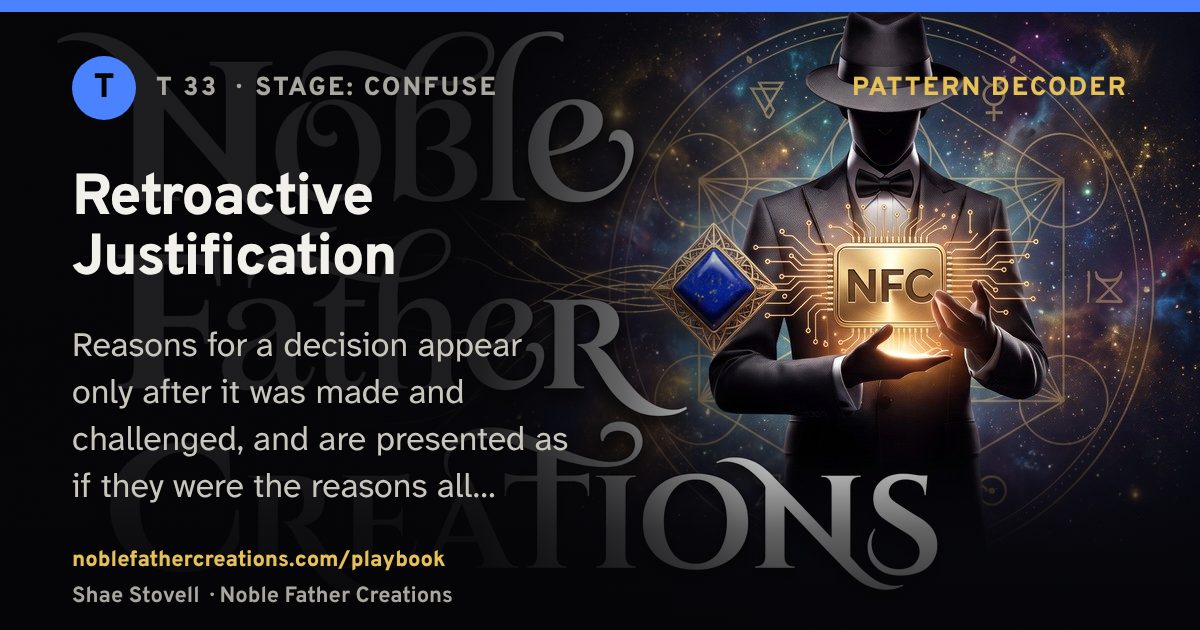 T
T 33 · STAGE: CONFUSE
PATTERN DECODER
Retroactive
Justification
Reasons for a decision appear
only after it was made and
challenged, and are presented as
if they were the reasons all...
noblefathercreations.com/playbook
Shae Stovell · Noble Father Creations
NFC
Noble
Father
Creations